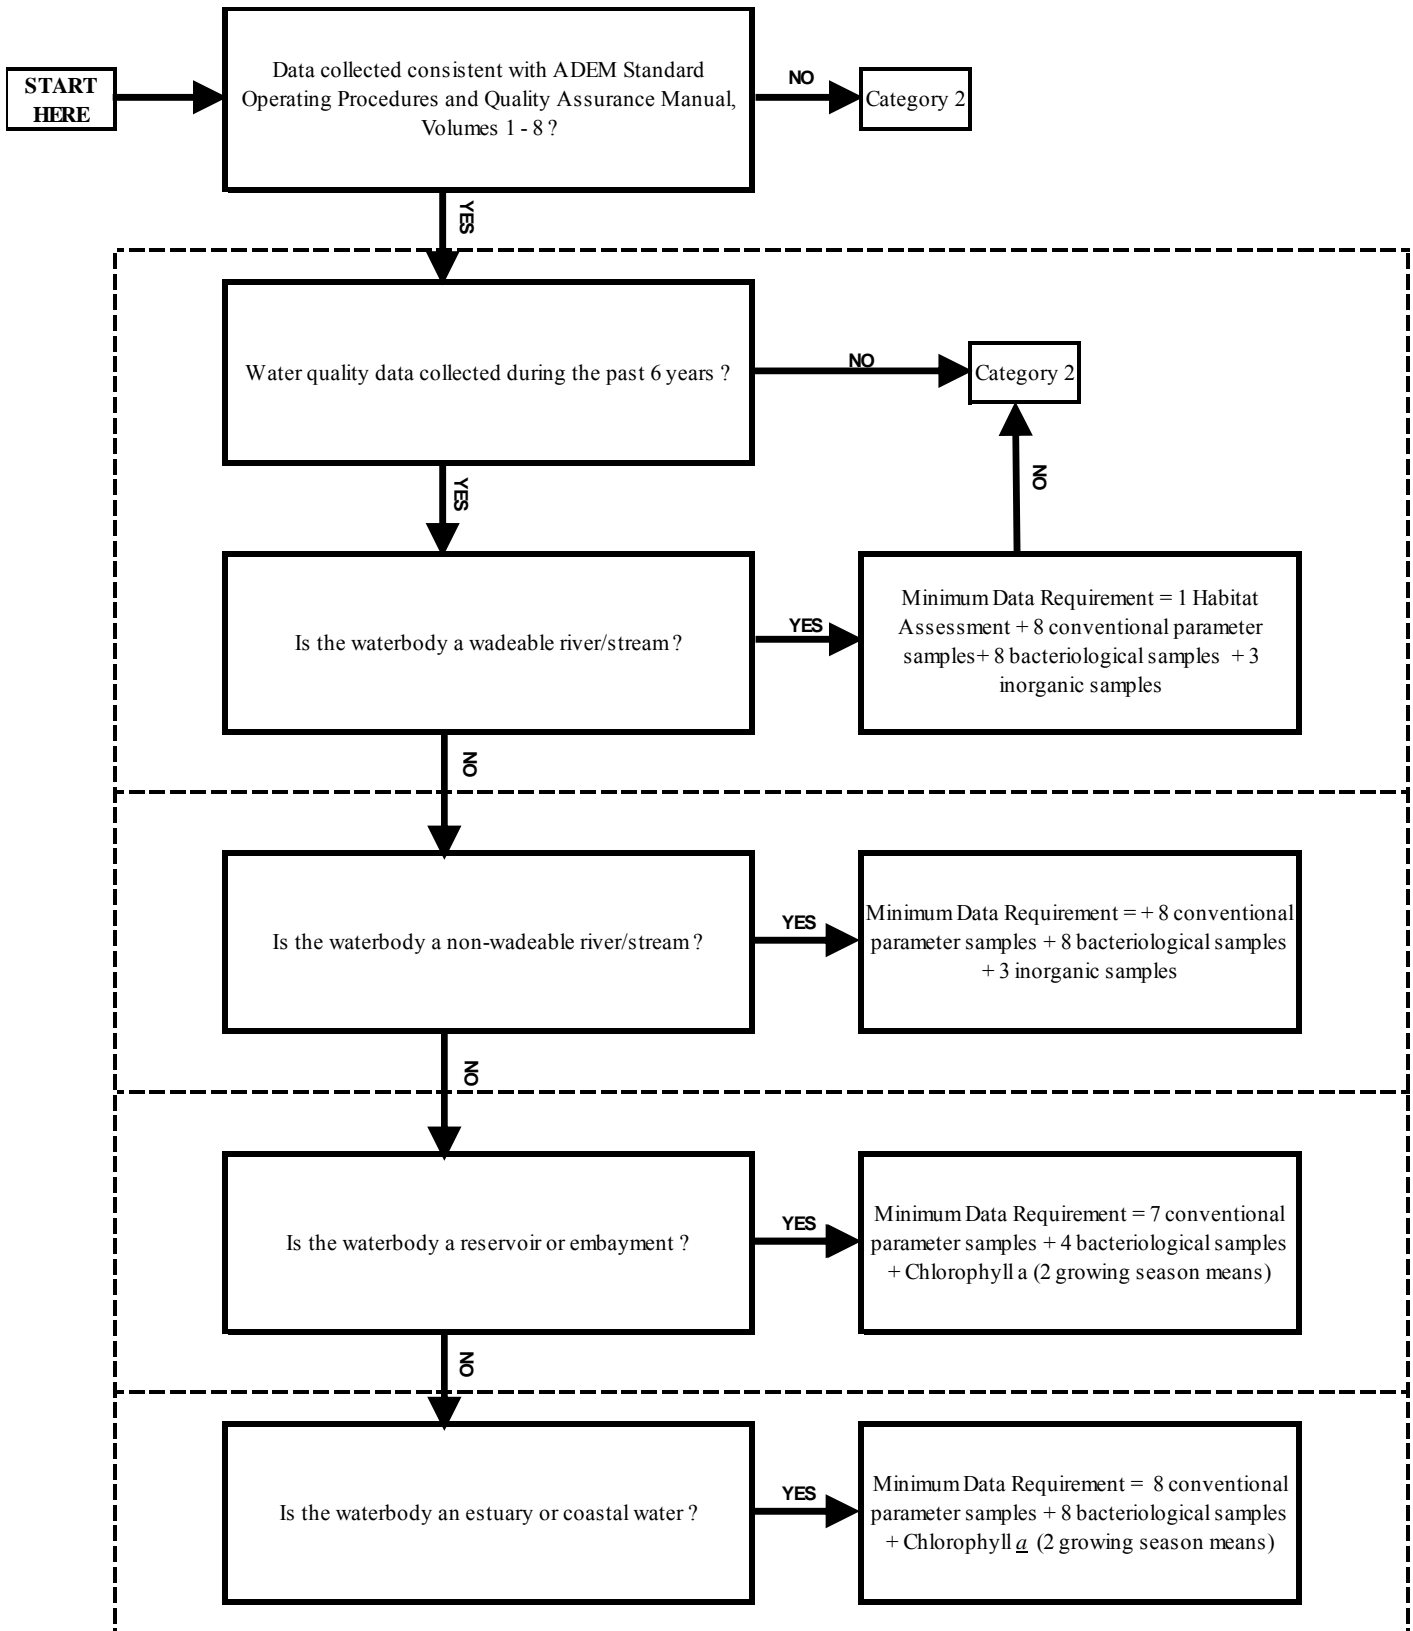 START
HERE
Data collected consistent with ADEM Standard
Operating Procedures and Quality Assurance Manual,
Volumes 1 - 8 ?
NO
Category 2
YES
Water quality data collected during the past 6 years ?
NO
Category 2
YES
NO
Is the waterbody a wadeable river/stream ?
YES
Minimum Data Requirement = 1 Habitat
Assessment + 8 conventional parameter
samples+ 8 bacteriological samples + 3
inorganic samples
NO
Is the waterbody a non-wadeable river/stream ?
YES
Minimum Data Requirement = + 8 conventional
parameter samples + 8 bacteriological samples
+ 3 inorganic samples
NO
Is the waterbody a reservoir or embayment ?
YES
Minimum Data Requirement = 7 conventional
parameter samples + 4 bacteriological samples
+ Chlorophyll a (2 growing season means)
NO
Is the waterbody an estuary or coastal water ?
YES
Minimum Data Requirement = 8 conventional
parameter samples + 8 bacteriological samples
+ Chlorophyll a (2 growing season means)